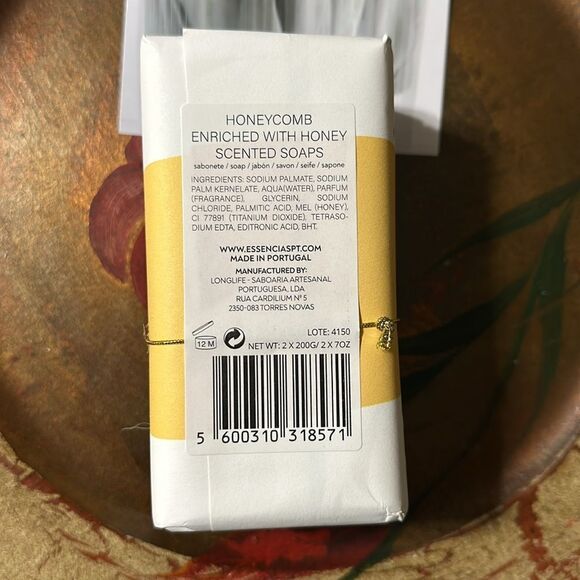 HONEYCOMB
ENRICHED WITH HONEY
SCENTED SOAPS
sabonete / soap / jabón / savon / seife / sapone
INGREDIENTS: SODIUM PALMATE, SODIUM
PALM KERNELATE, AQUA(WATER), PARFUM
(FRAGRANCE), GLYCERIN, SODIUM
CHLORIDE, PALMITIC ACID, MEL (HONEY),
CI 77891 (TITANIUM DIOXIDE), TETRASO-
DIUM EDTA, EDITRONIC ACID, BHT.
WWW.ESSENCIASPT.COM
MADE IN PORTUGAL
MANUFACTURED BY:
LONGLIFE - SABOARIA ARTESANAL
PORTUGUESA, LDA
RUA CARDILIUM Nº 5
2350-083 TORRES NOVAS
LOTE: 4150
12 M
NET WT: 2 X 200G/ 2 X 7OZ
5 600310 318571